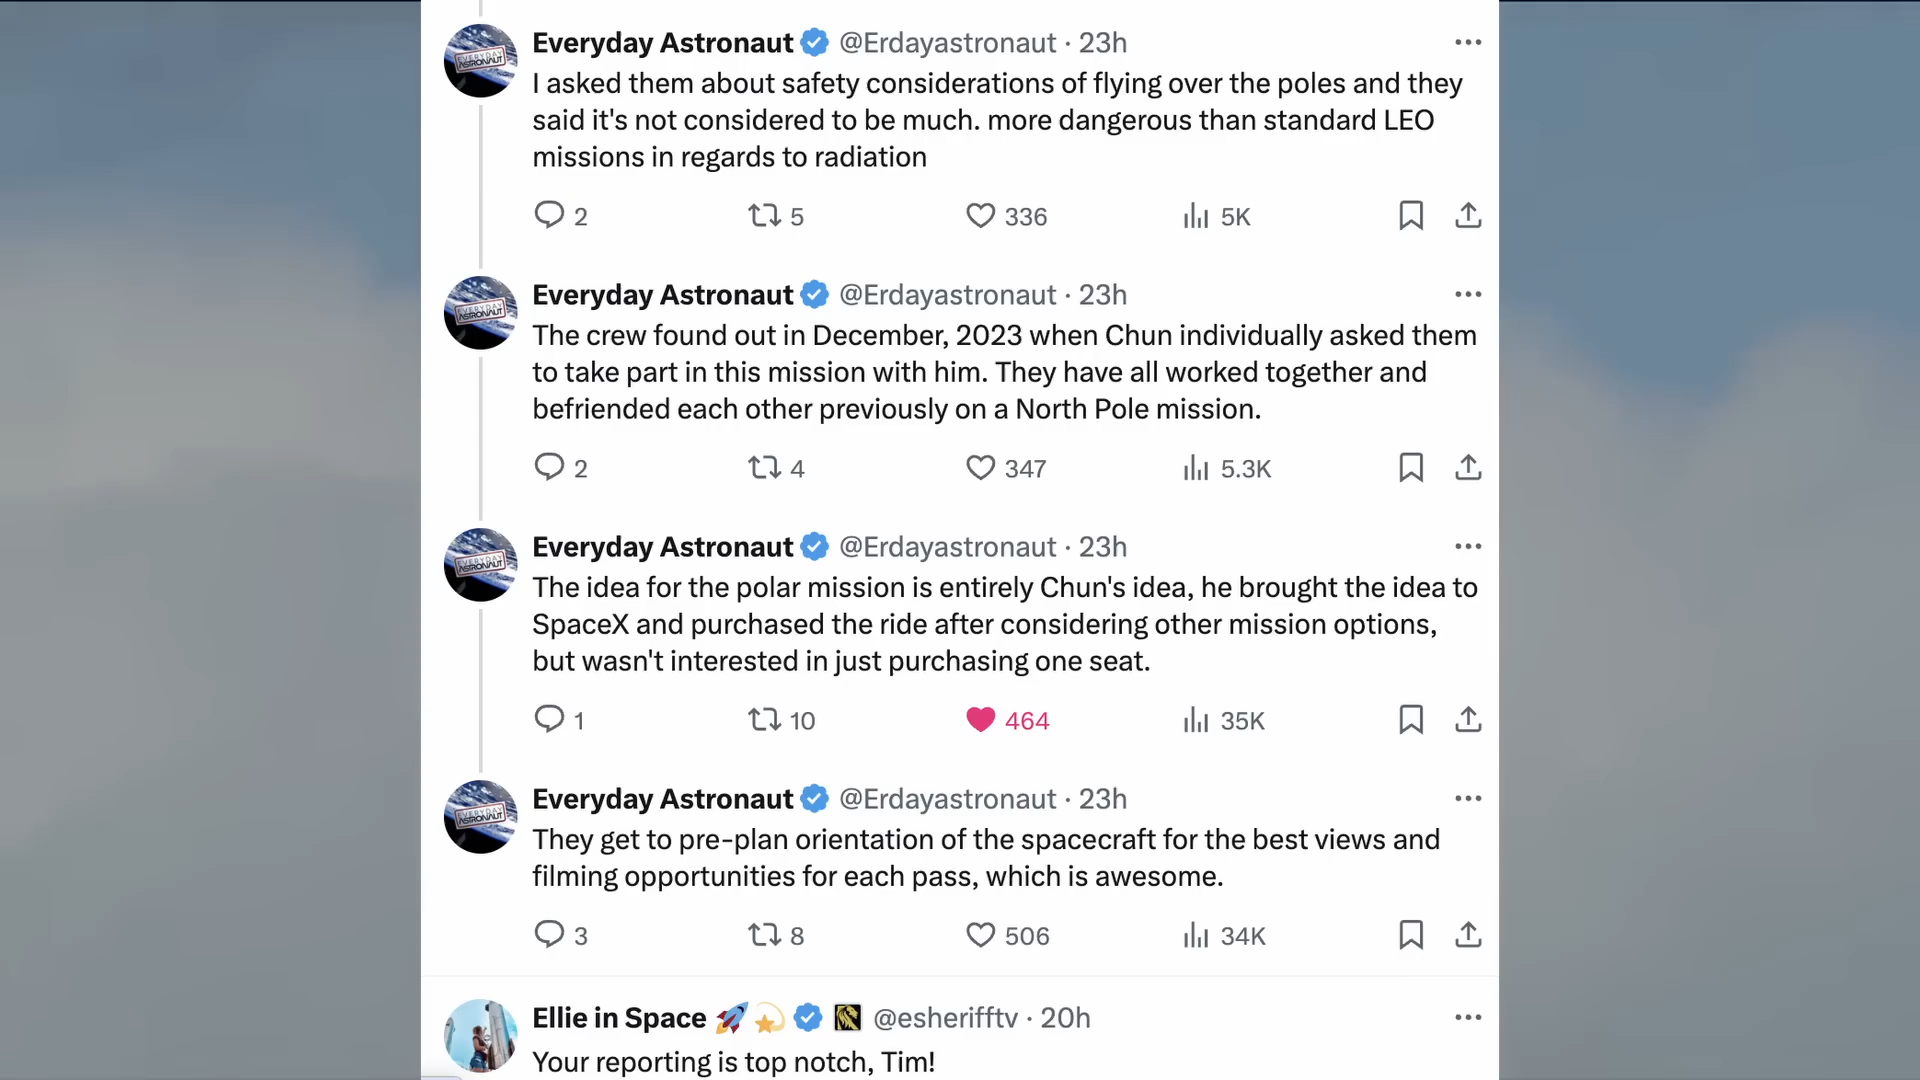 Everyday Astronaut @Erdayastronaut · 23h
I asked them about safety considerations of flying over the poles and they
said it's not considered to be much. more dangerous than standard LEO
missions in regards to radiation
2 5 336 5K
Everyday Astronaut @Erdayastronaut · 23h
The crew found out in December, 2023 when Chun individually asked them
to take part in this mission with him. They have all worked together and
befriended each other previously on a North Pole mission.
2 4 347 5.3K
Everyday Astronaut @Erdayastronaut · 23h
The idea for the polar mission is entirely Chun's idea, he brought the idea to
SpaceX and purchased the ride after considering other mission options,
but wasn't interested in just purchasing one seat.
1 10 464 35K
Everyday Astronaut @Erdayastronaut · 23h
They get to pre-plan orientation of the spacecraft for the best views and
filming opportunities for each pass, which is awesome.
3 8 506 34K
Ellie in Space 🚀💫 @esherifftv · 20h
Your reporting is top notch, Tim!